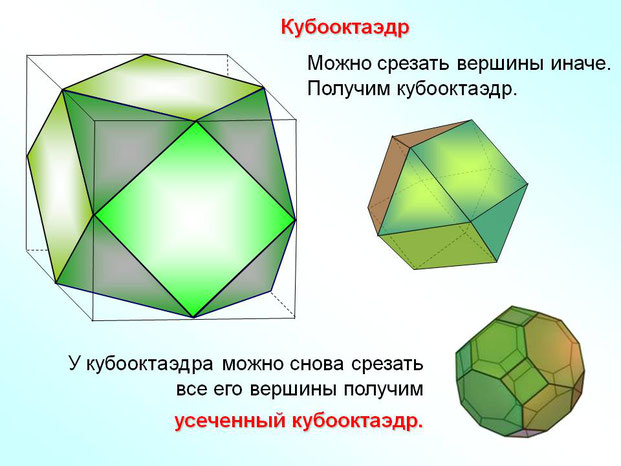 Кубооктаэдр
Можно срезать вершины иначе.
Получим кубооктаэдр.
У кубооктаэдра можно снова срезать
все его вершины получим
усеченный кубооктаэдр.